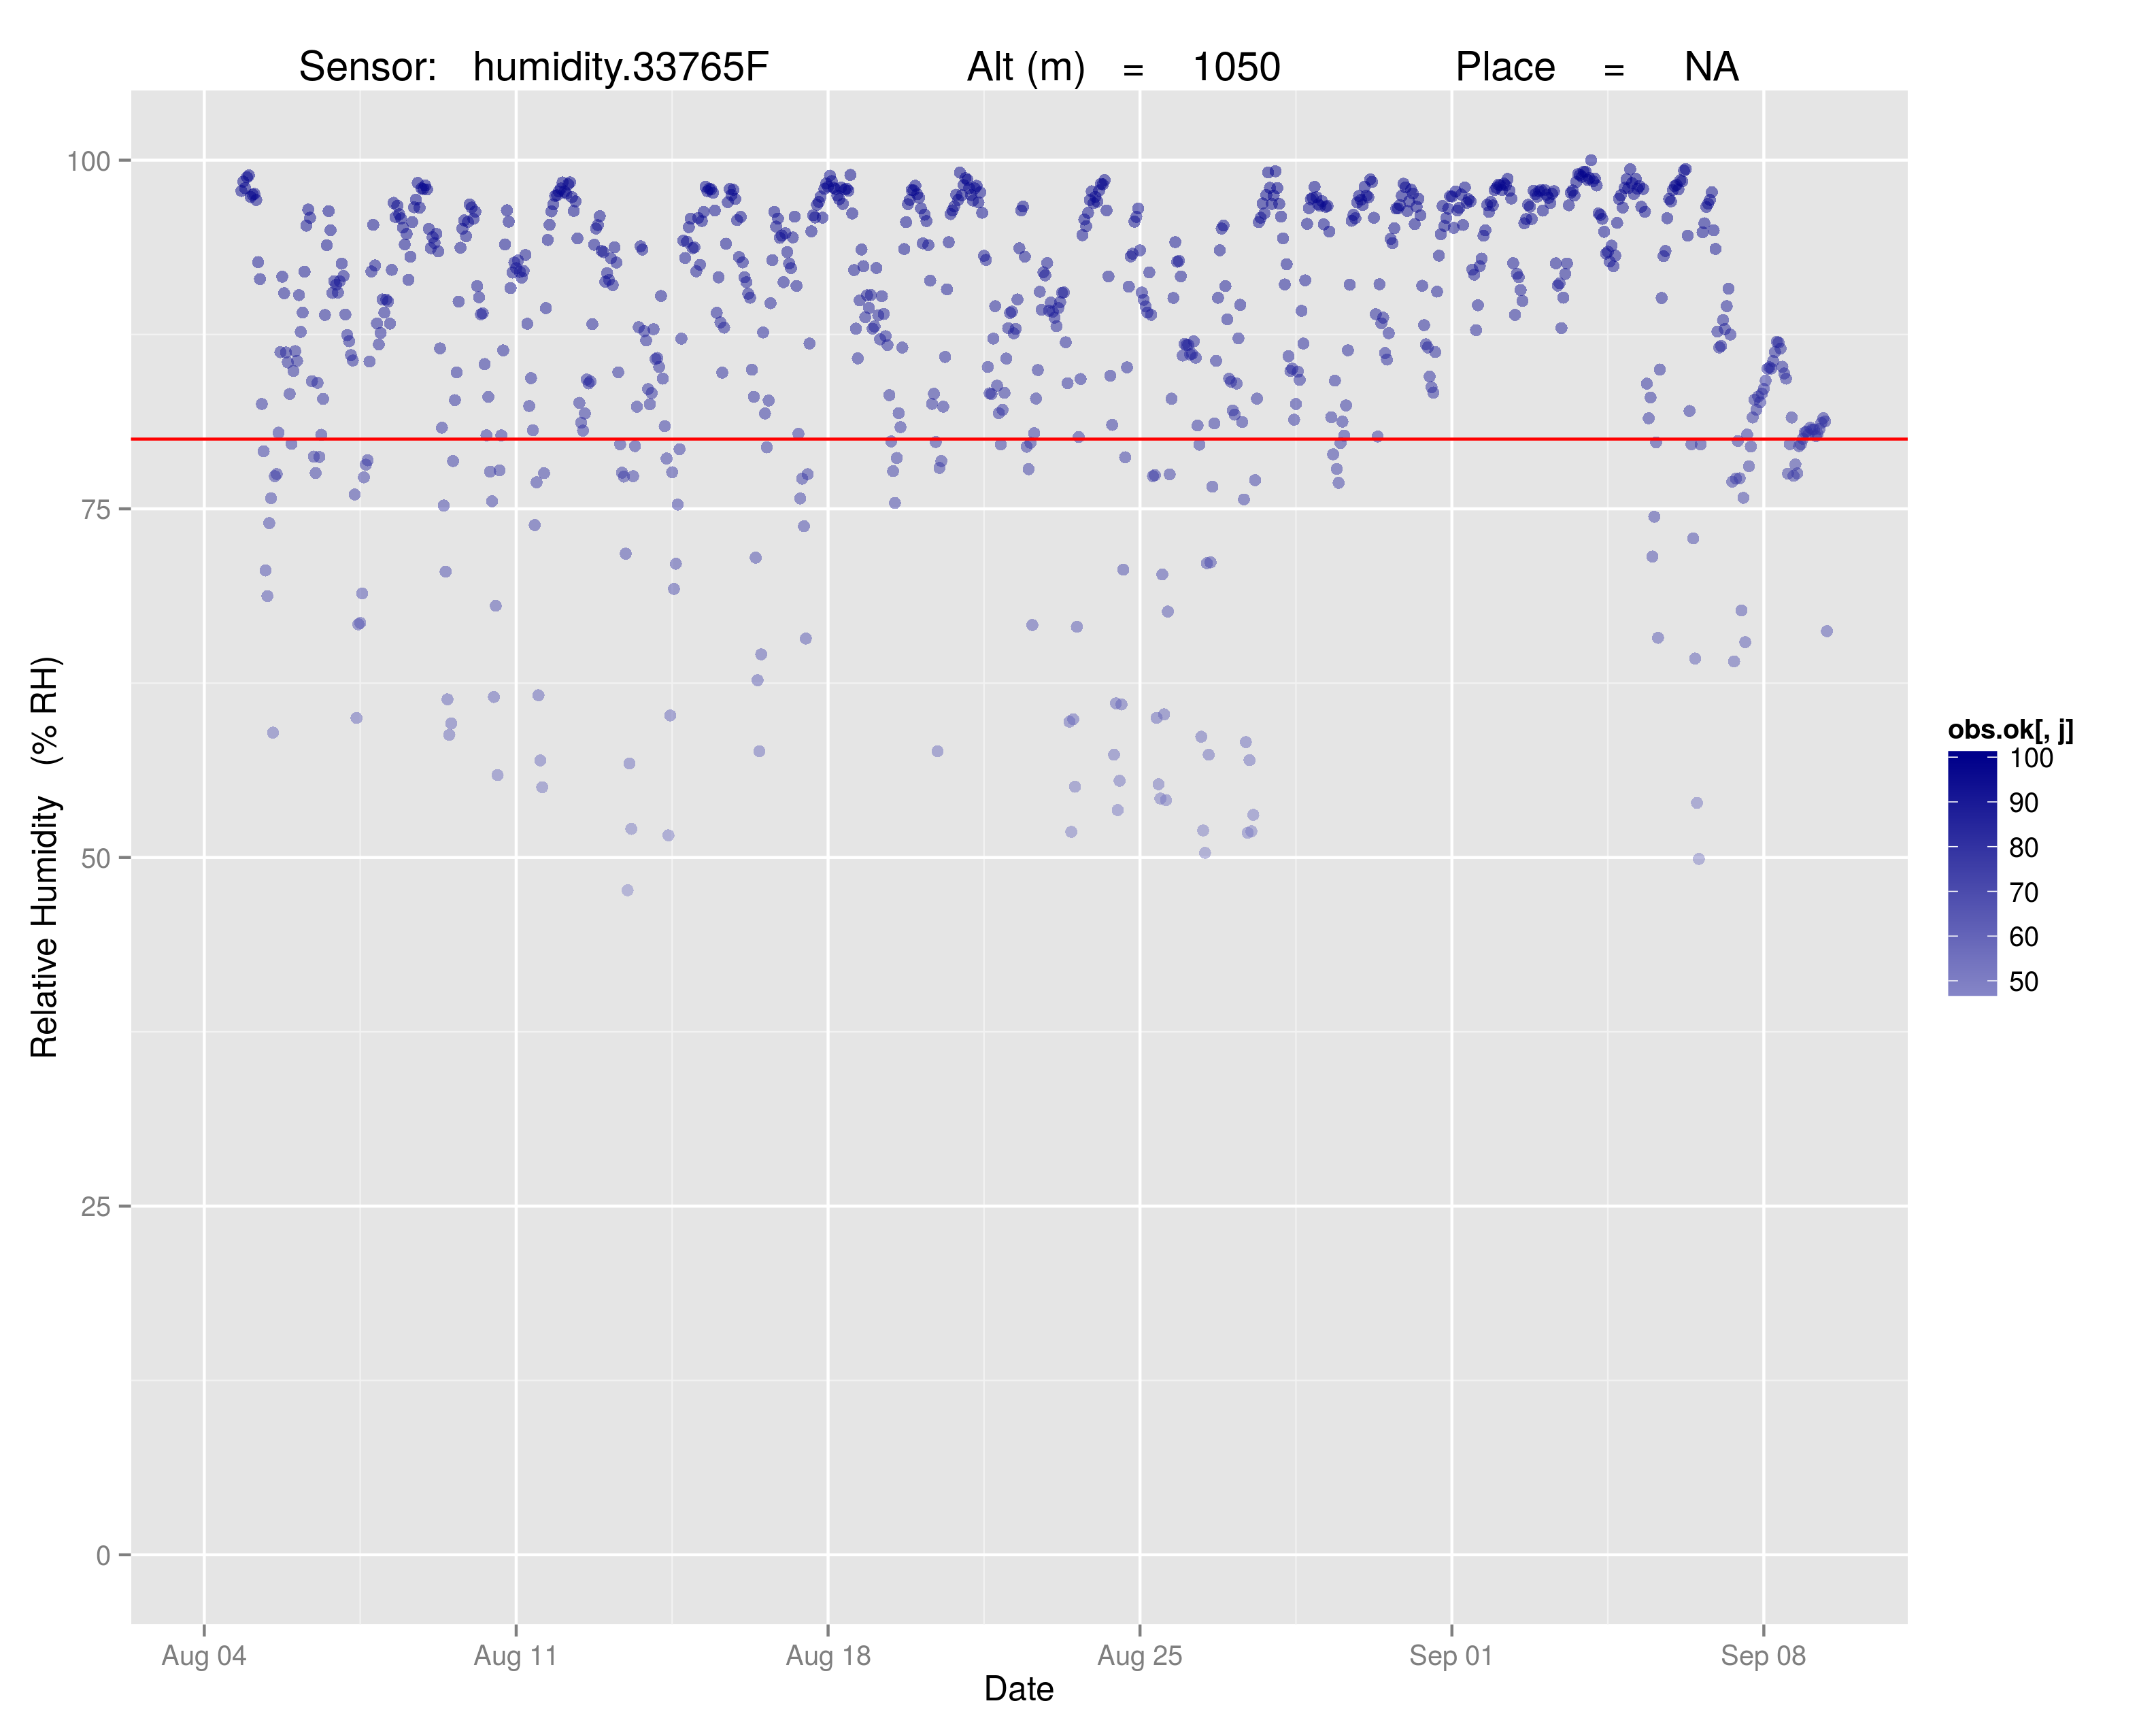 Sensor: humidity.33765F Alt (m) = 1050 Place = NA
100
75
50
25
0
Relative Humidity (% RH)
Aug 04 Aug 11 Aug 18 Aug 25 Sep 01 Sep 08
Date
obs.ok[, j]
100
90
80
70
60
50